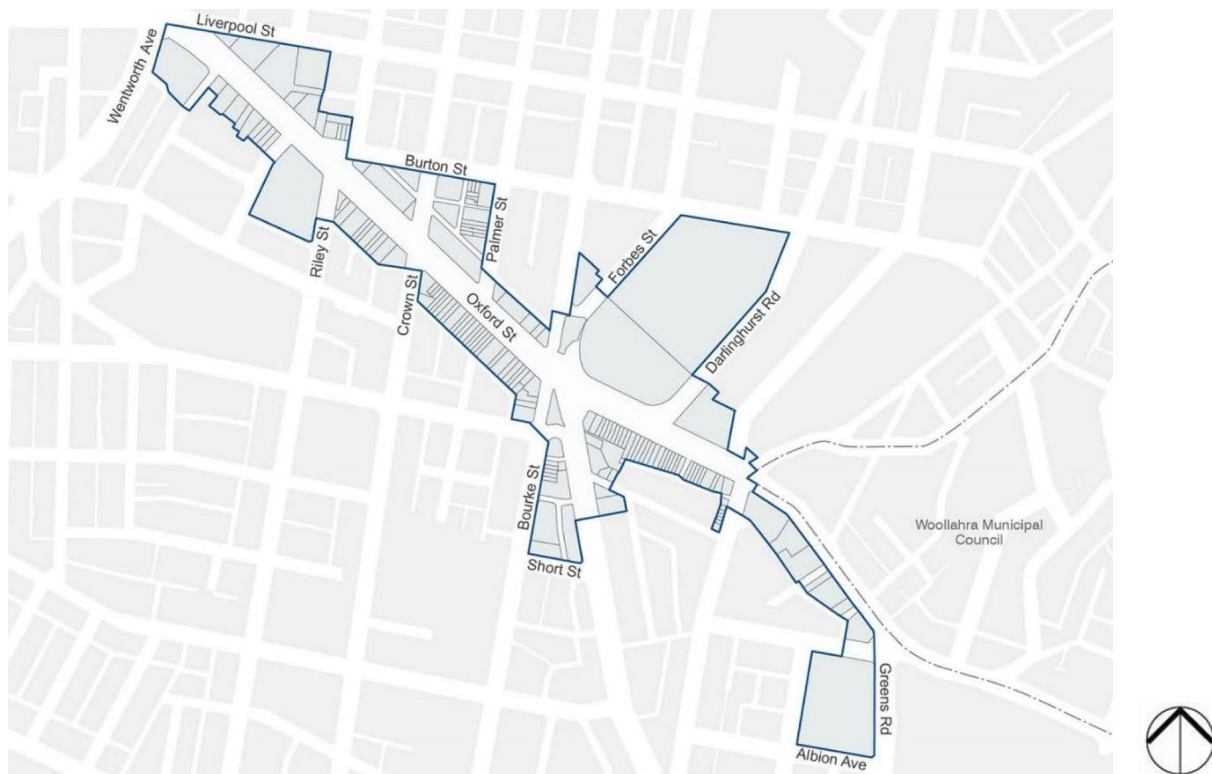 Liverpool St
Wentworth Ave
Burton St
Palmer St
Riley St
Crown St
Oxford St
Forbes St
Darlinghurst Rd
Bourke St
Short St
Woollahra Municipal
Council
Greens Rd
Albion Ave